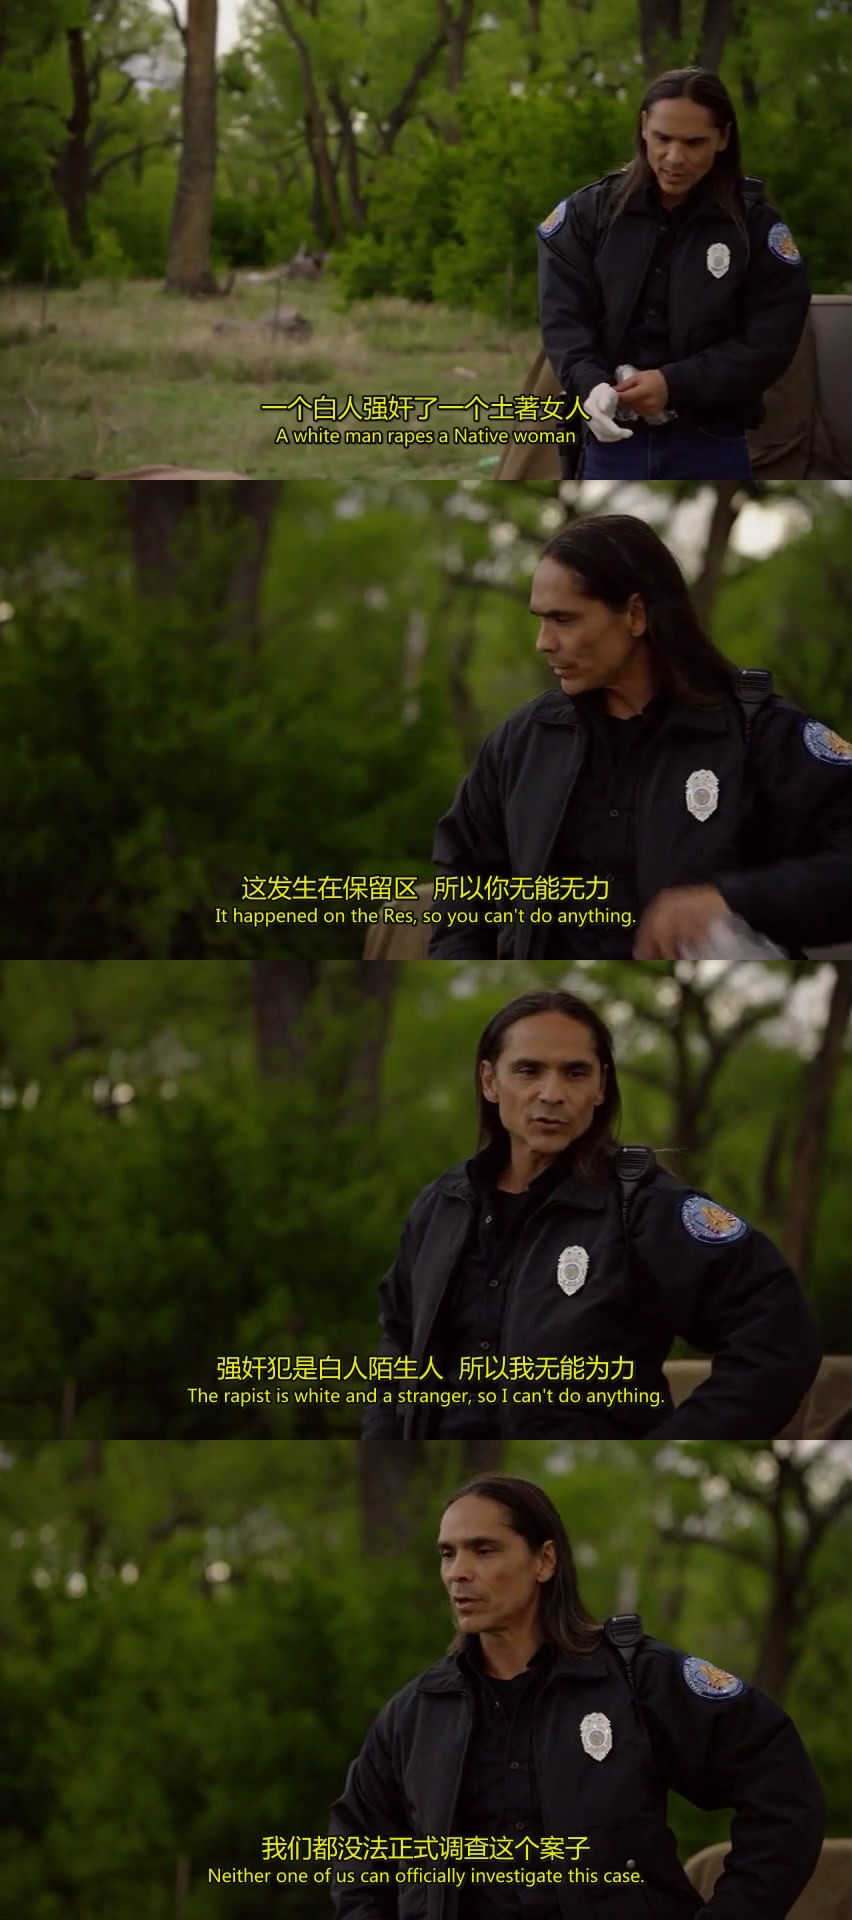 一个白人强奸了一个土著女人
A white man rapes a Native woman
这发生在保留区 所以你无能无力
It happened on the Res, so you can't do anything.
强奸犯是白人陌生人 所以我无能为力
The rapist is white and a stranger, so I can't do anything.
我们都没法正式调查这个案子
Neither one of us can officially investigate this case.